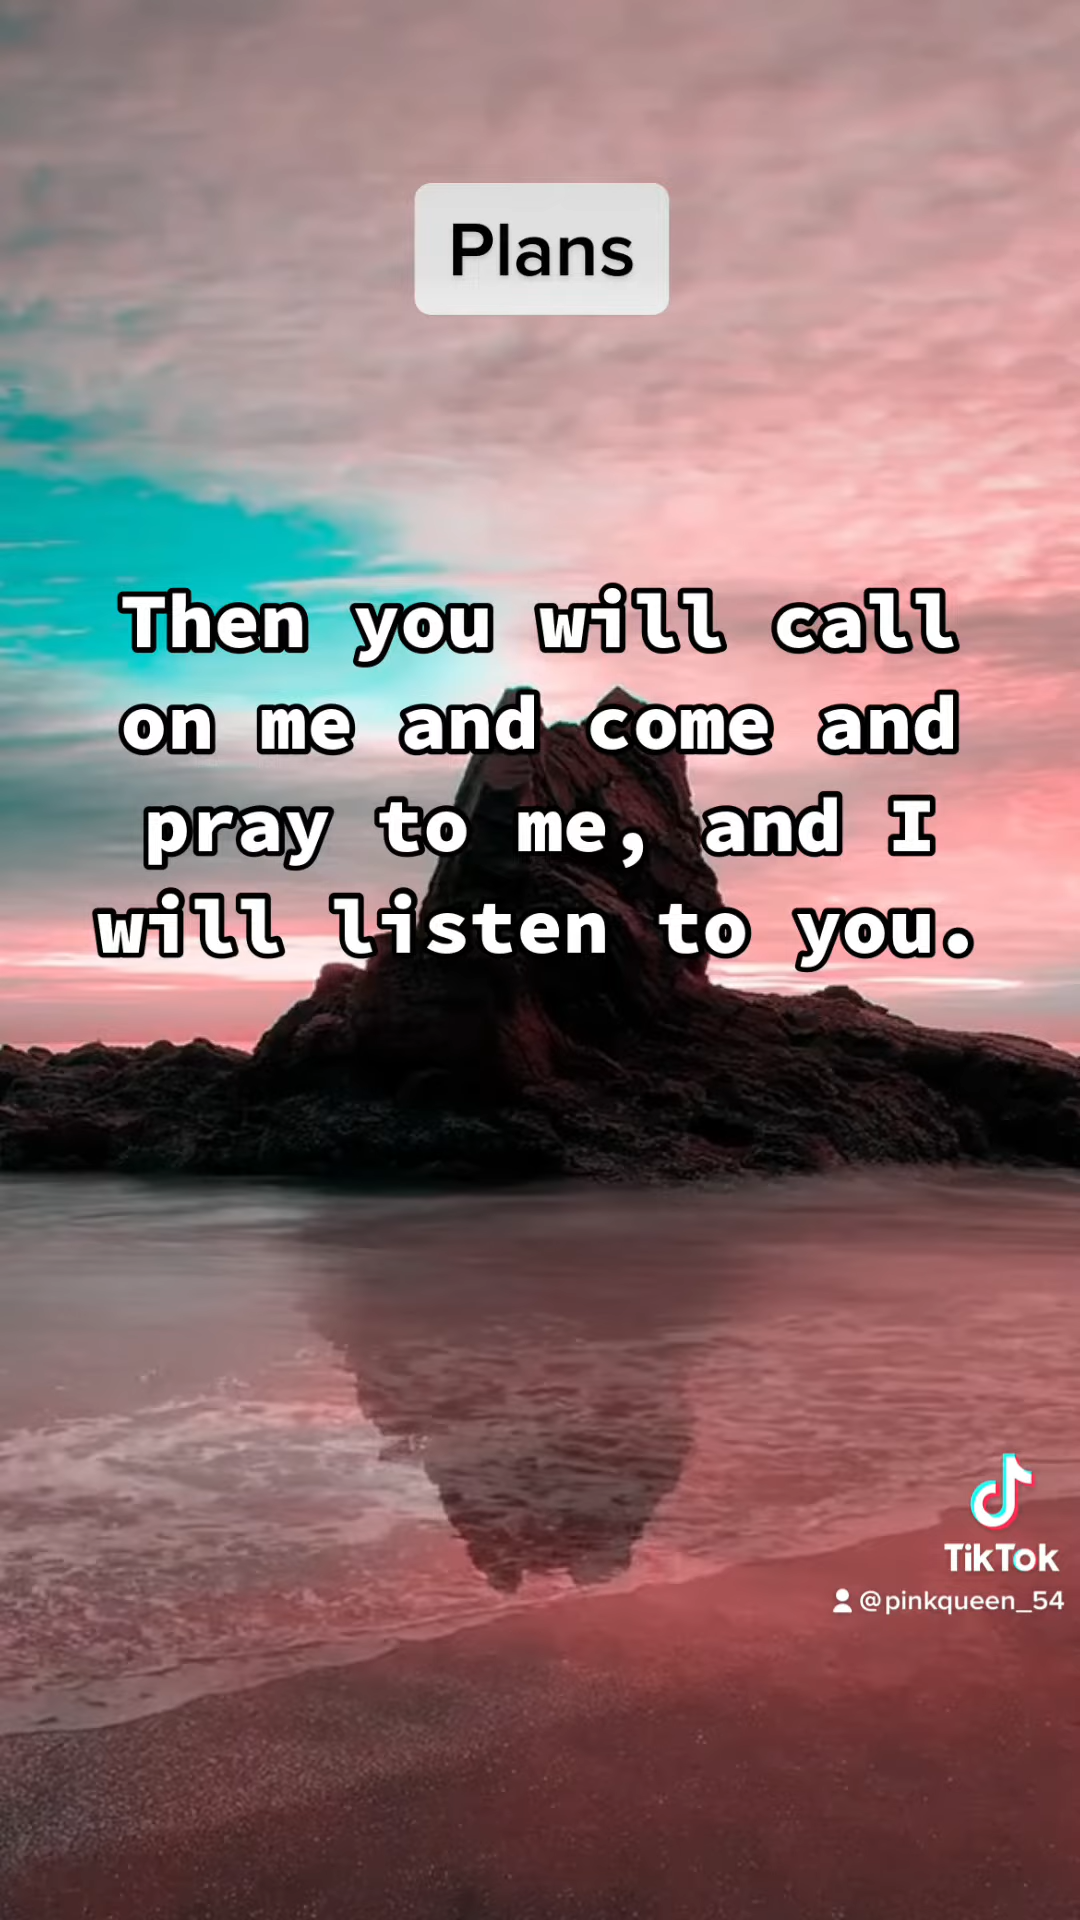 Plans
Then you will call
on me and come and
pray to me, and I
will listen to you.
TikTok
@pinkqueen_54